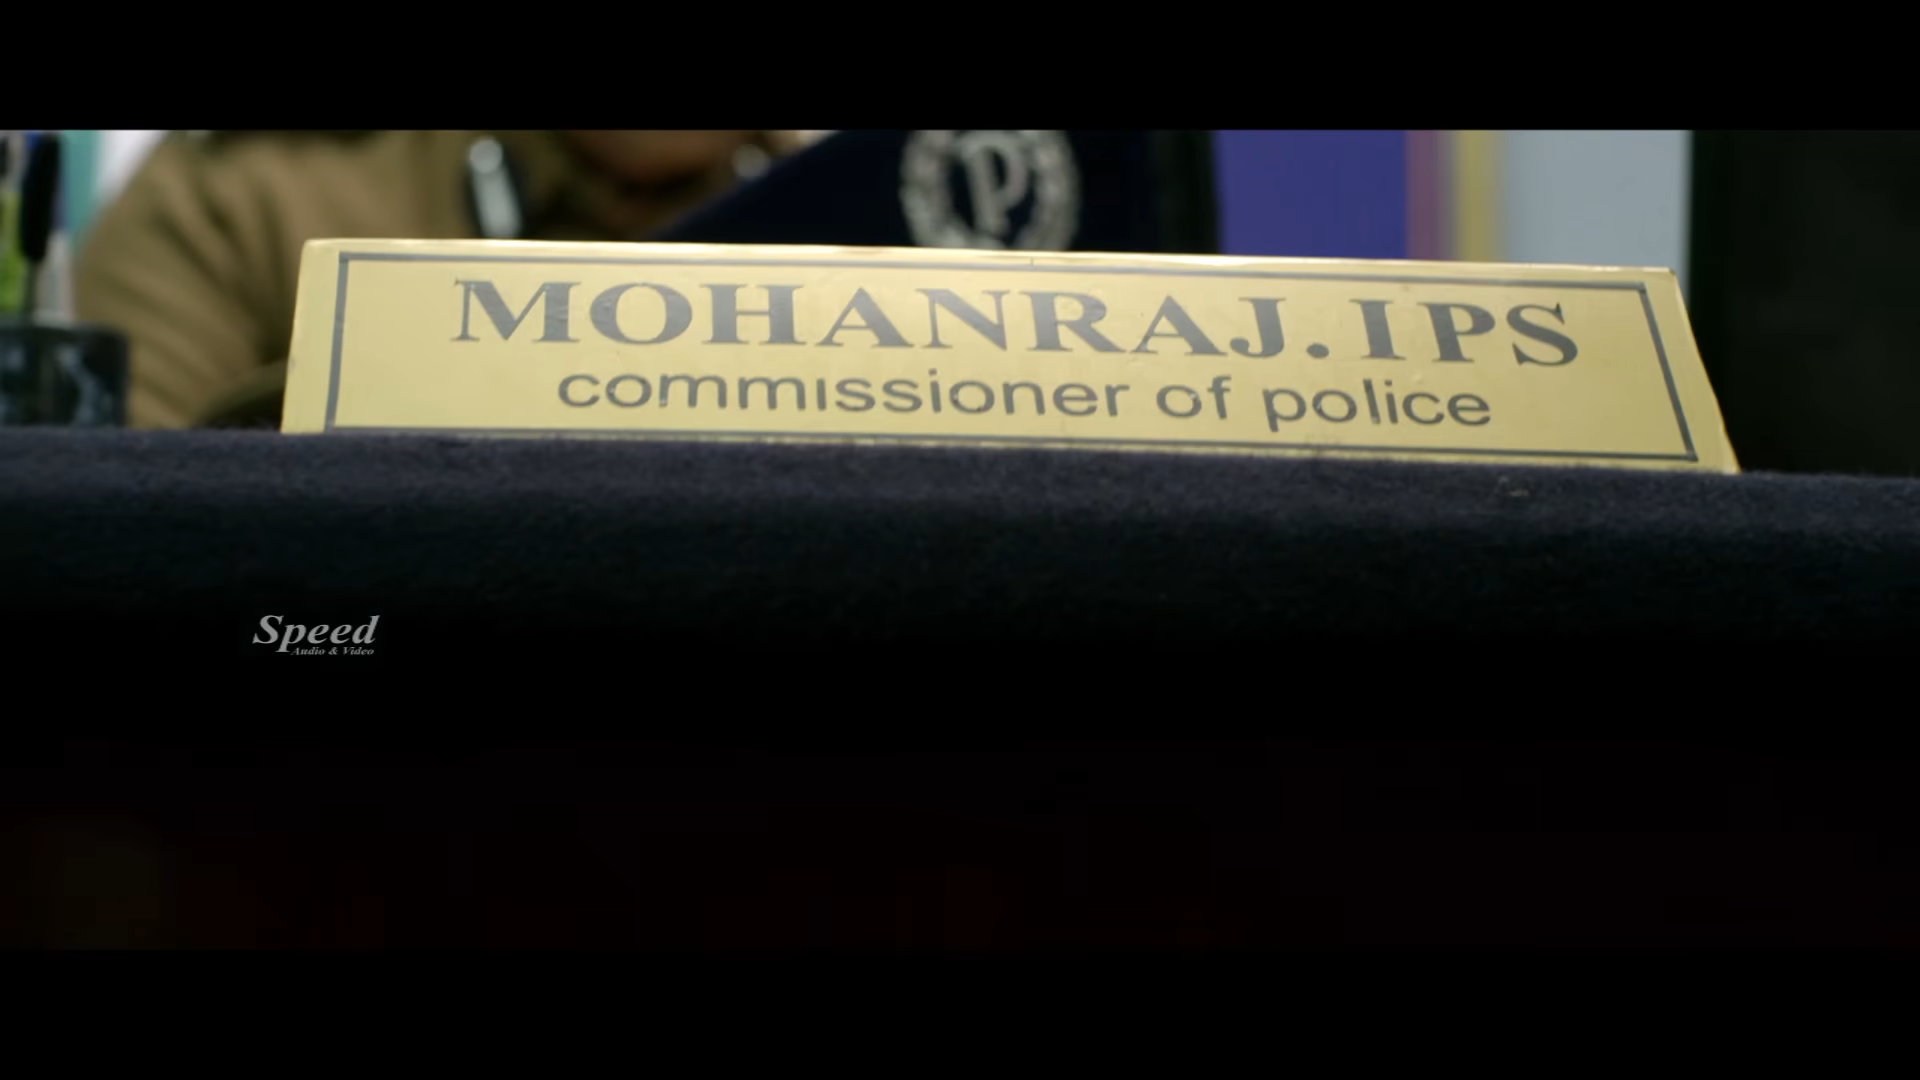 P
MOHANRAJ. IPS
commissioner of police
Speed
Audio & Video